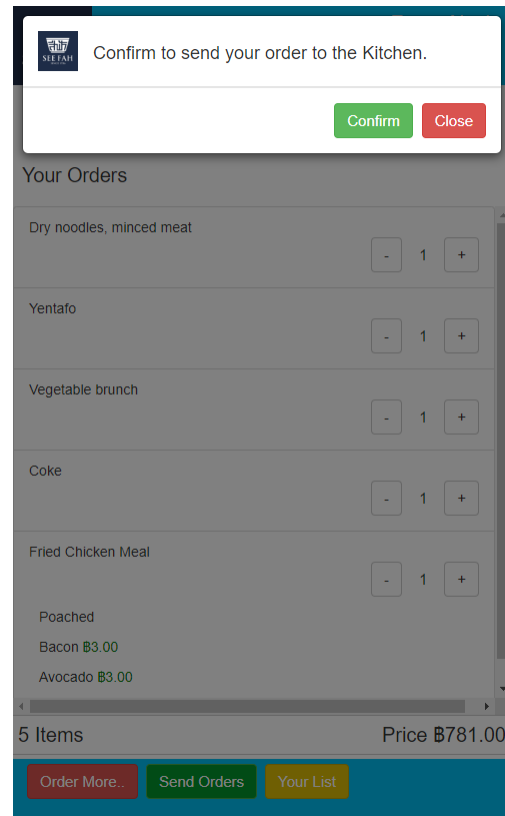 SEE FAH
Confirm to send your order to the Kitchen.
Confirm Close
Your Orders
Dry noodles, minced meat
- 1 +
Yentafo
- 1 +
Vegetable brunch
- 1 +
Coke
- 1 +
Fried Chicken Meal
- 1 +
Poached
Bacon ฿3.00
Avocado ฿3.00
5 Items Price ฿781.00
Order More.. Send Orders Your List